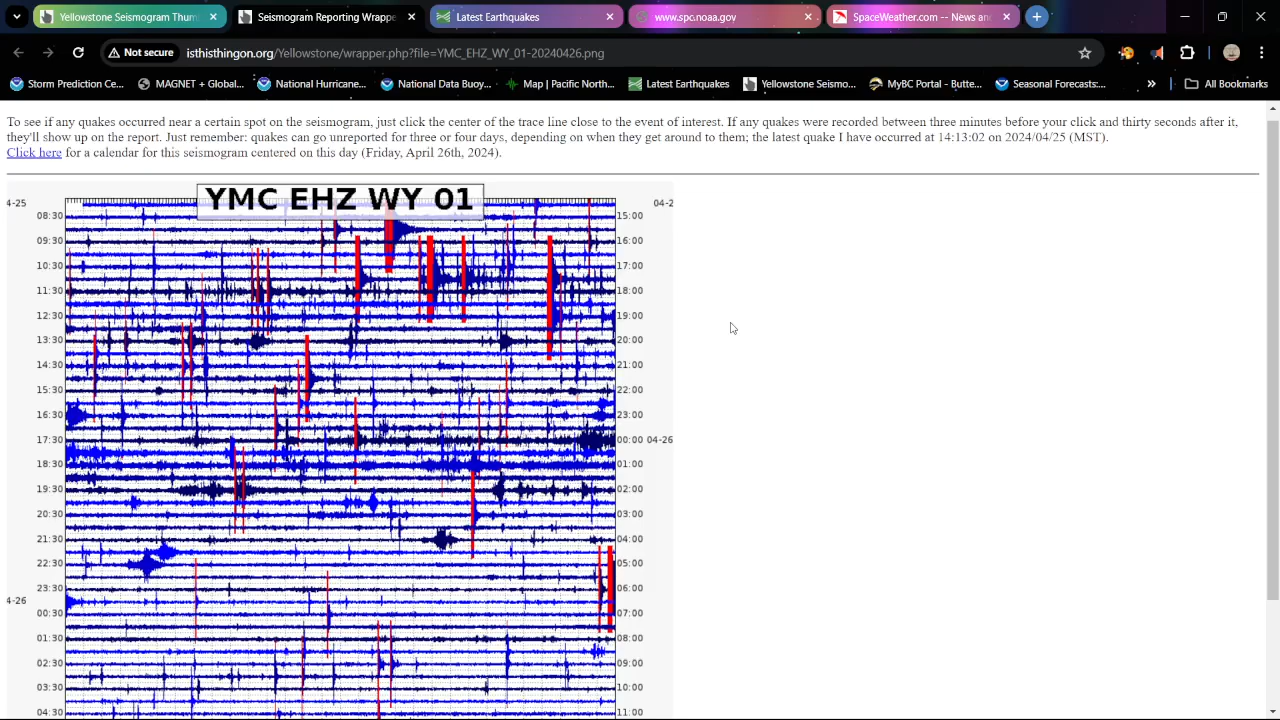 Yellowstone Seismogram Thum
Seismogram Reporting Wrappe
Latest Earthquakes
www.spc.noaa.gov
SpaceWeather.com -- News an
Not secure
isthisthingon.org/Yellowstone/wrapper.php?file=YMC_EHZ_WY_01-20240426.png
Storm Prediction Ce...
MAGNET + Global...
National Hurricane...
National Data Buoy...
Map | Pacific North...
Latest Earthquakes
Yellowstone Seismo...
MyBC Portal - Bette...
Seasonal Forecasts...
All Bookmarks
To see if any quakes occurred near a certain spot on the seismogram, just click the center of the trace line close to the event of interest. If any quakes were recorded between three minutes before your click and thirty seconds after it,
they'll show up on the report. Just remember: quakes can go unreported for three or four days, depending on when they get around to them; the latest quake I have occurred at 14:13:02 on 2024/04/25 (MST).
Click here for a calendar for this seismogram centered on this day (Friday, April 26th, 2024).
YMC EHZ WY 01
4-25 04-2
08:30 15:00
09:30 16:00
10:30 17:00
11:30 18:00
12:30 19:00
13:30 20:00
14:30 21:00
15:30 22:00
16:30 23:00
17:30 00:00 04-26
18:30 01:00
19:30 02:00
20:30 03:00
21:30 04:00
22:30 05:00
23:30 06:00
4-25 00:30 07:00
01:30 08:00
02:30 09:00
03:30 10:00
04:30 11:00